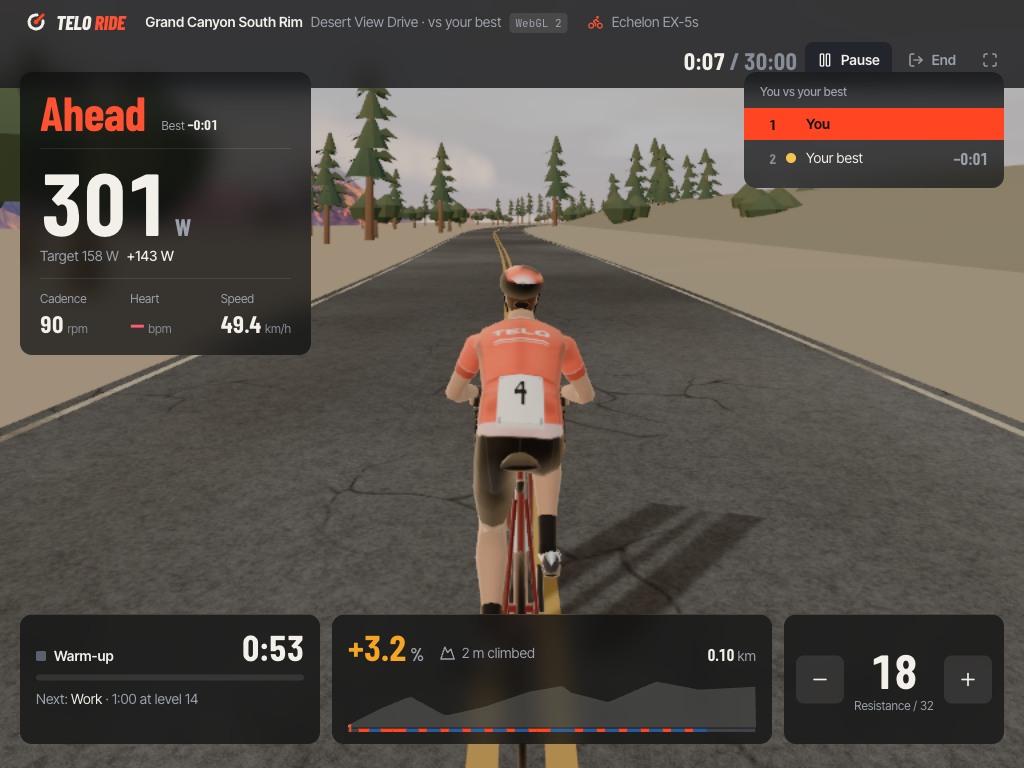 TELO RIDE Grand Canyon South Rim Desert View Drive · vs your best WebGL 2 Echelon EX-5s
0:07 / 30:00 Pause End
Ahead Best −0:01
301 W
Target 158 W +143 W
Cadence Heart Speed
90 rpm – bpm 49.4 km/h
You vs your best
1 You
2 Your best −0:01
TELO
4
Warm-up 0:53
Next: Work · 1:00 at level 14
+3.2 % 2 m climbed 0.10 km
− 18 +
Resistance / 32